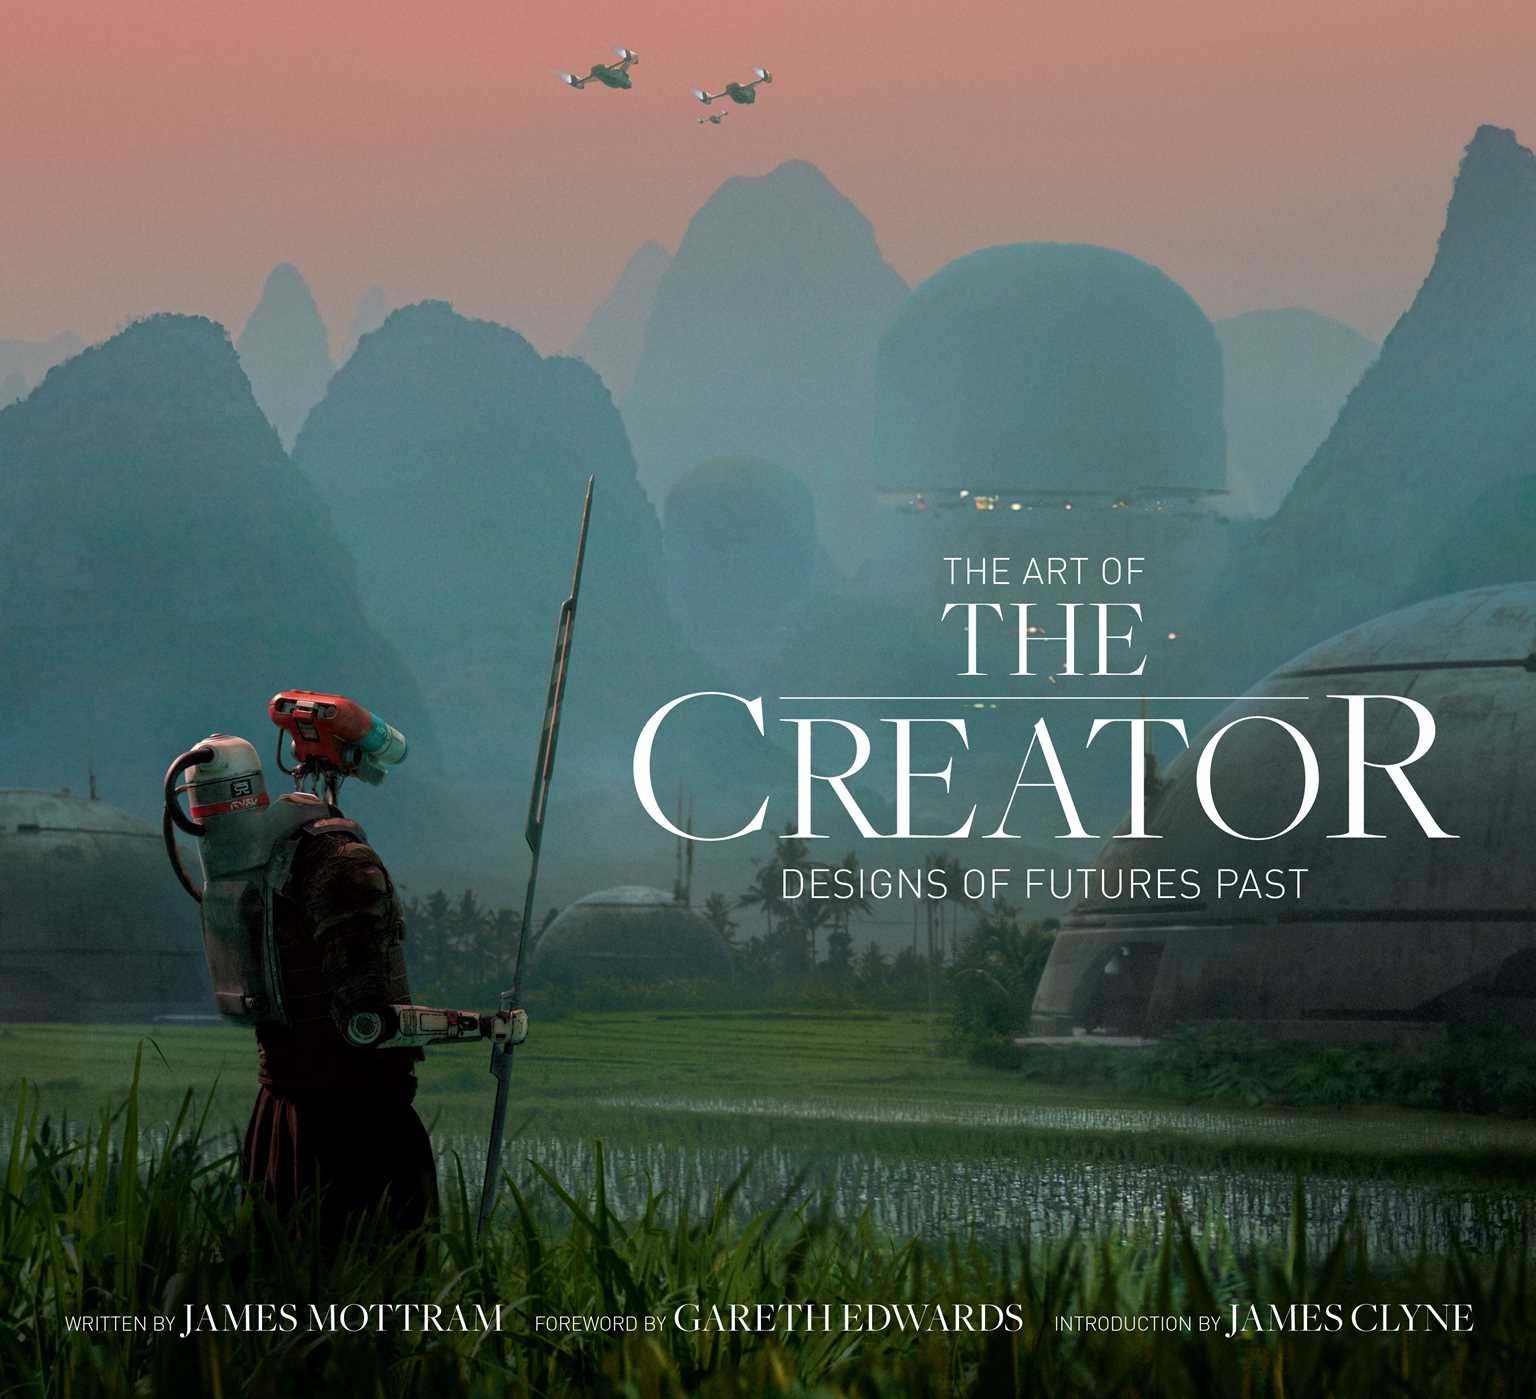 THE ART OF
THE
CREATOR
DESIGNS OF FUTURES PAST
WRITTEN BY JAMES MOTTRAM FOREWORD BY GARETH EDWARDS INTRODUCTION BY JAMES CLYNE